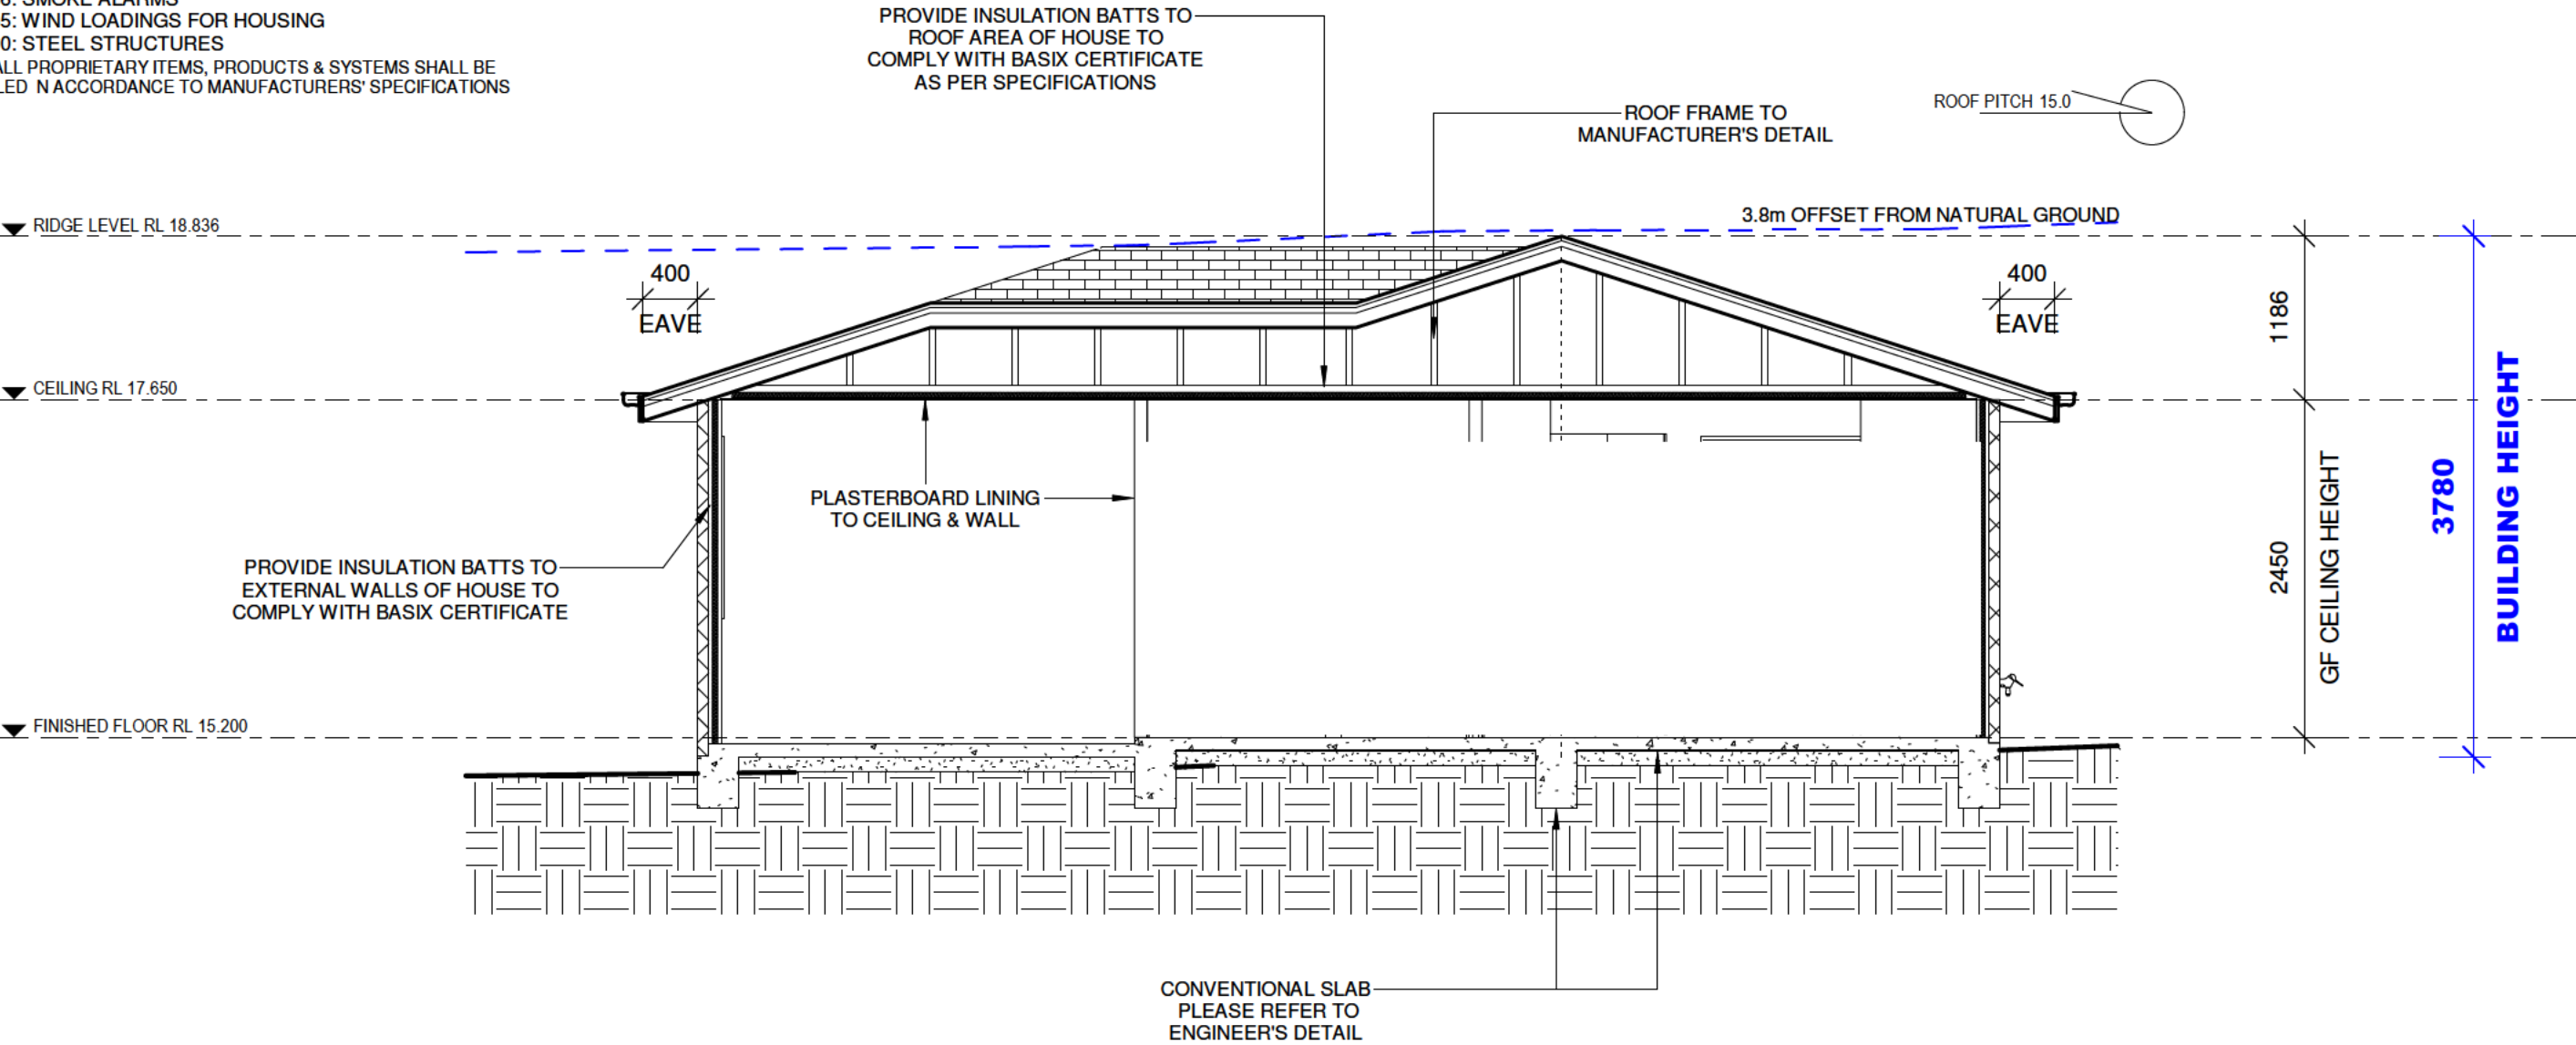 6: SMOKE ALARMS
5: WIND LOADINGS FOR HOUSING
0: STEEL STRUCTURES
ALL PROPRIETARY ITEMS, PRODUCTS & SYSTEMS SHALL BE
LED N ACCORDANCE TO MANUFACTURERS' SPECIFICATIONS
PROVIDE INSULATION BATTS TO
ROOF AREA OF HOUSE TO
COMPLY WITH BASIX CERTIFICATE
AS PER SPECIFICATIONS
ROOF FRAME TO
MANUFACTURER'S DETAIL
ROOF PITCH 15.0
RIDGE LEVEL RL 18.836
3.8m OFFSET FROM NATURAL GROUND
400
EAVE
400
EAVE
1186
CEILING RL 17.650
PLASTERBOARD LINING
TO CEILING & WALL
PROVIDE INSULATION BATTS TO
EXTERNAL WALLS OF HOUSE TO
COMPLY WITH BASIX CERTIFICATE
2450
GF CEILING HEIGHT
3780
BUILDING HEIGHT
FINISHED FLOOR RL 15.200
CONVENTIONAL SLAB
PLEASE REFER TO
ENGINEER'S DETAIL